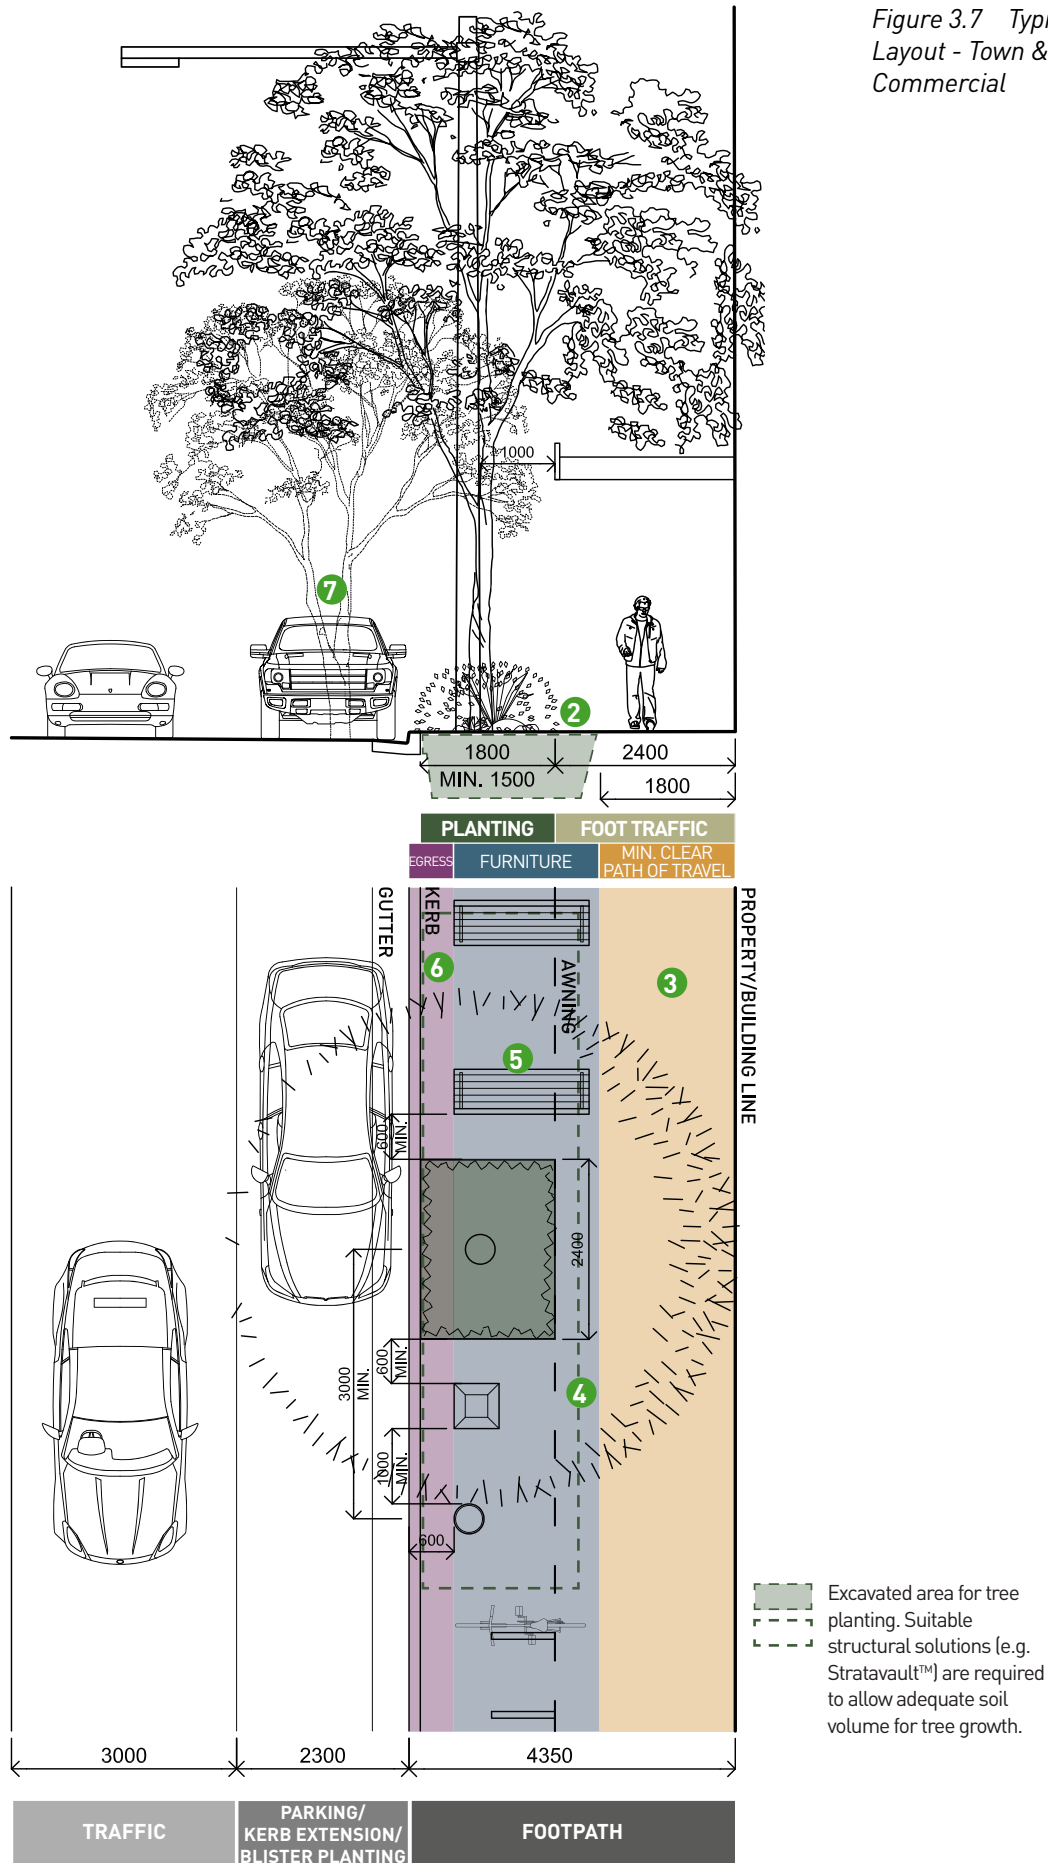 Figure 3.7 Typi
Layout - Town &
Commercial
1000
7
2
1800
2400
MIN. 1500
1800
PLANTING
FOOT TRAFFIC
EGRESS
FURNITURE
MIN. CLEAR
PATH OF TRAVEL
GUTTER
KERB
AWNING
PROPERTY/BUILDING LINE
6
3
5
600
MIN.
2400
3000
MIN.
600
MIN.
4
1000
MIN.
600
Excavated area for tree
planting. Suitable
structural solutions (e.g.
Stratavault™) are required
to allow adequate soil
volume for tree growth.
3000
2300
4350
TRAFFIC
PARKING/
KERB EXTENSION/
BLISTER PLANTING
FOOTPATH